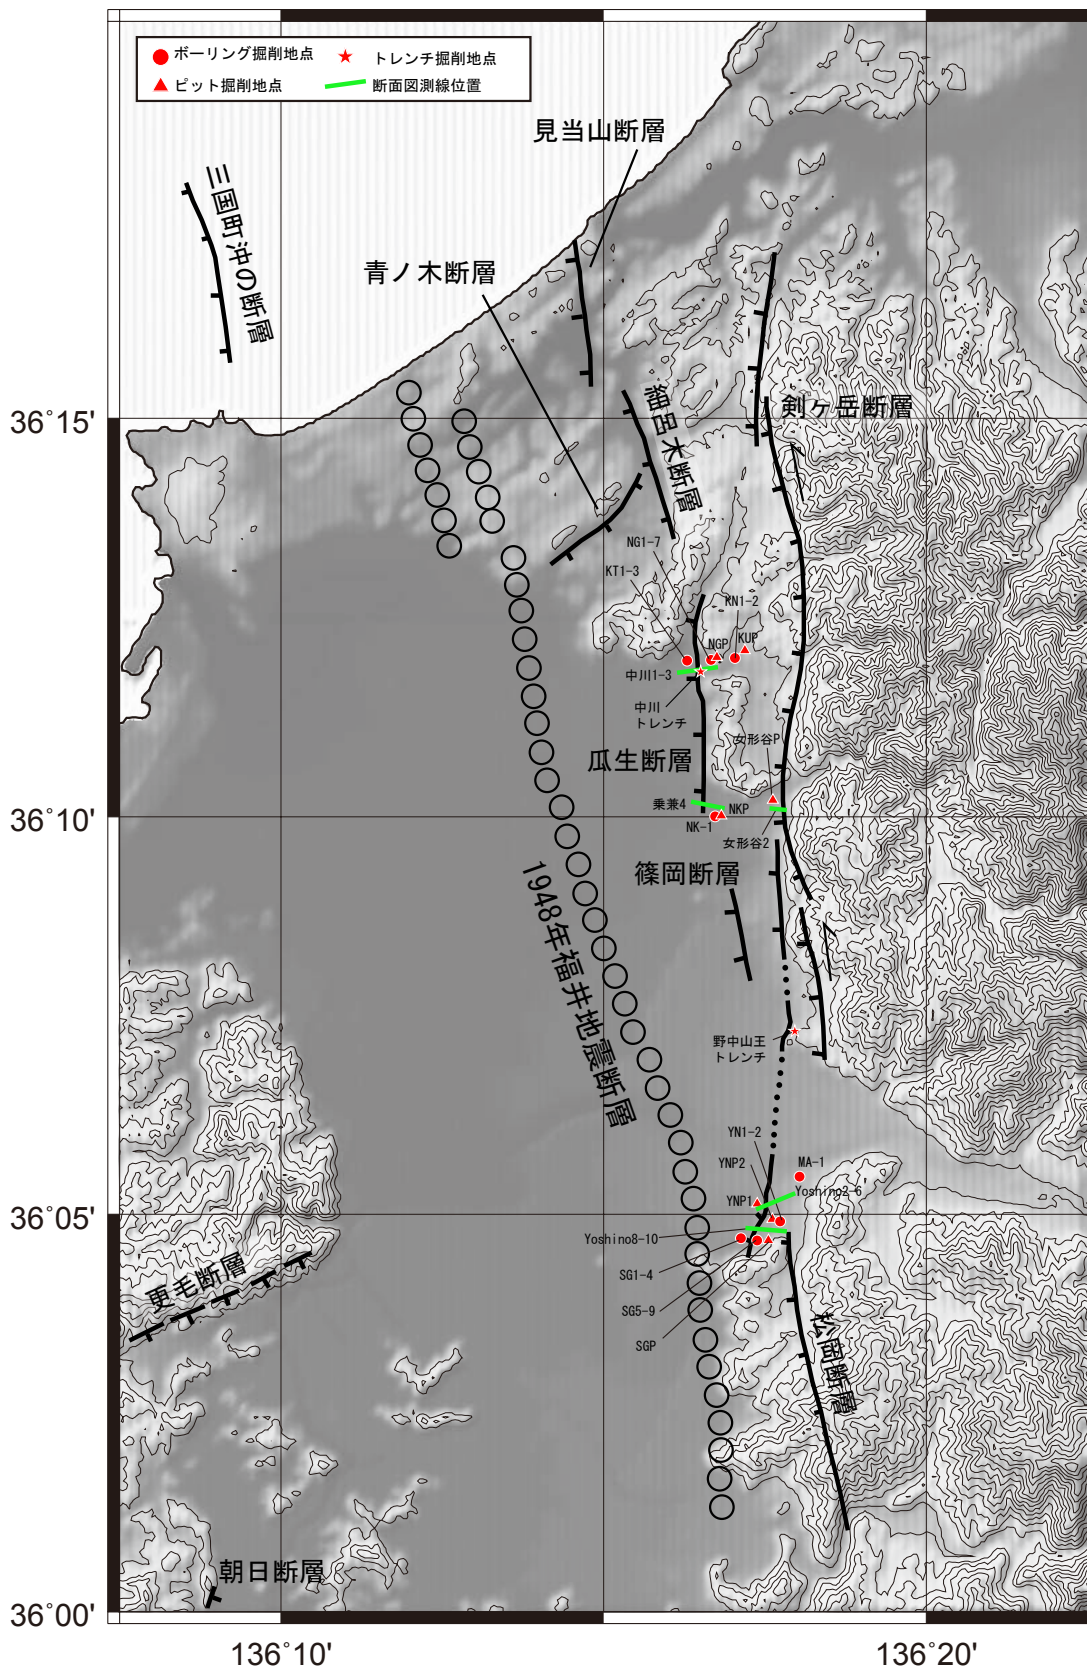 ボーリング掘削地点
トレンチ掘削地点
ピット掘削地点
断面図測線位置
見当山断層
三国町沖の断層
青ノ木断層
細呂木断層
剣ヶ岳断層
36°15'
NG1-7
KT1-3
KN1-2
NGP
KUP
中川1-3
中川
トレンチ
女形谷P
瓜生断層
乗兼4
NKP
36°10'
NK-1
女形谷2
篠岡断層
1948年福井地震断層
野中山王
トレンチ
YN1-2
YNP2
MA-1
YNP1
Yoshino2-6
36°05'
Yoshino8-10
更毛断層
SG1-4
SG5-9
SGP
松岡断層
朝日断層
36°00'
136°10'
136°20'